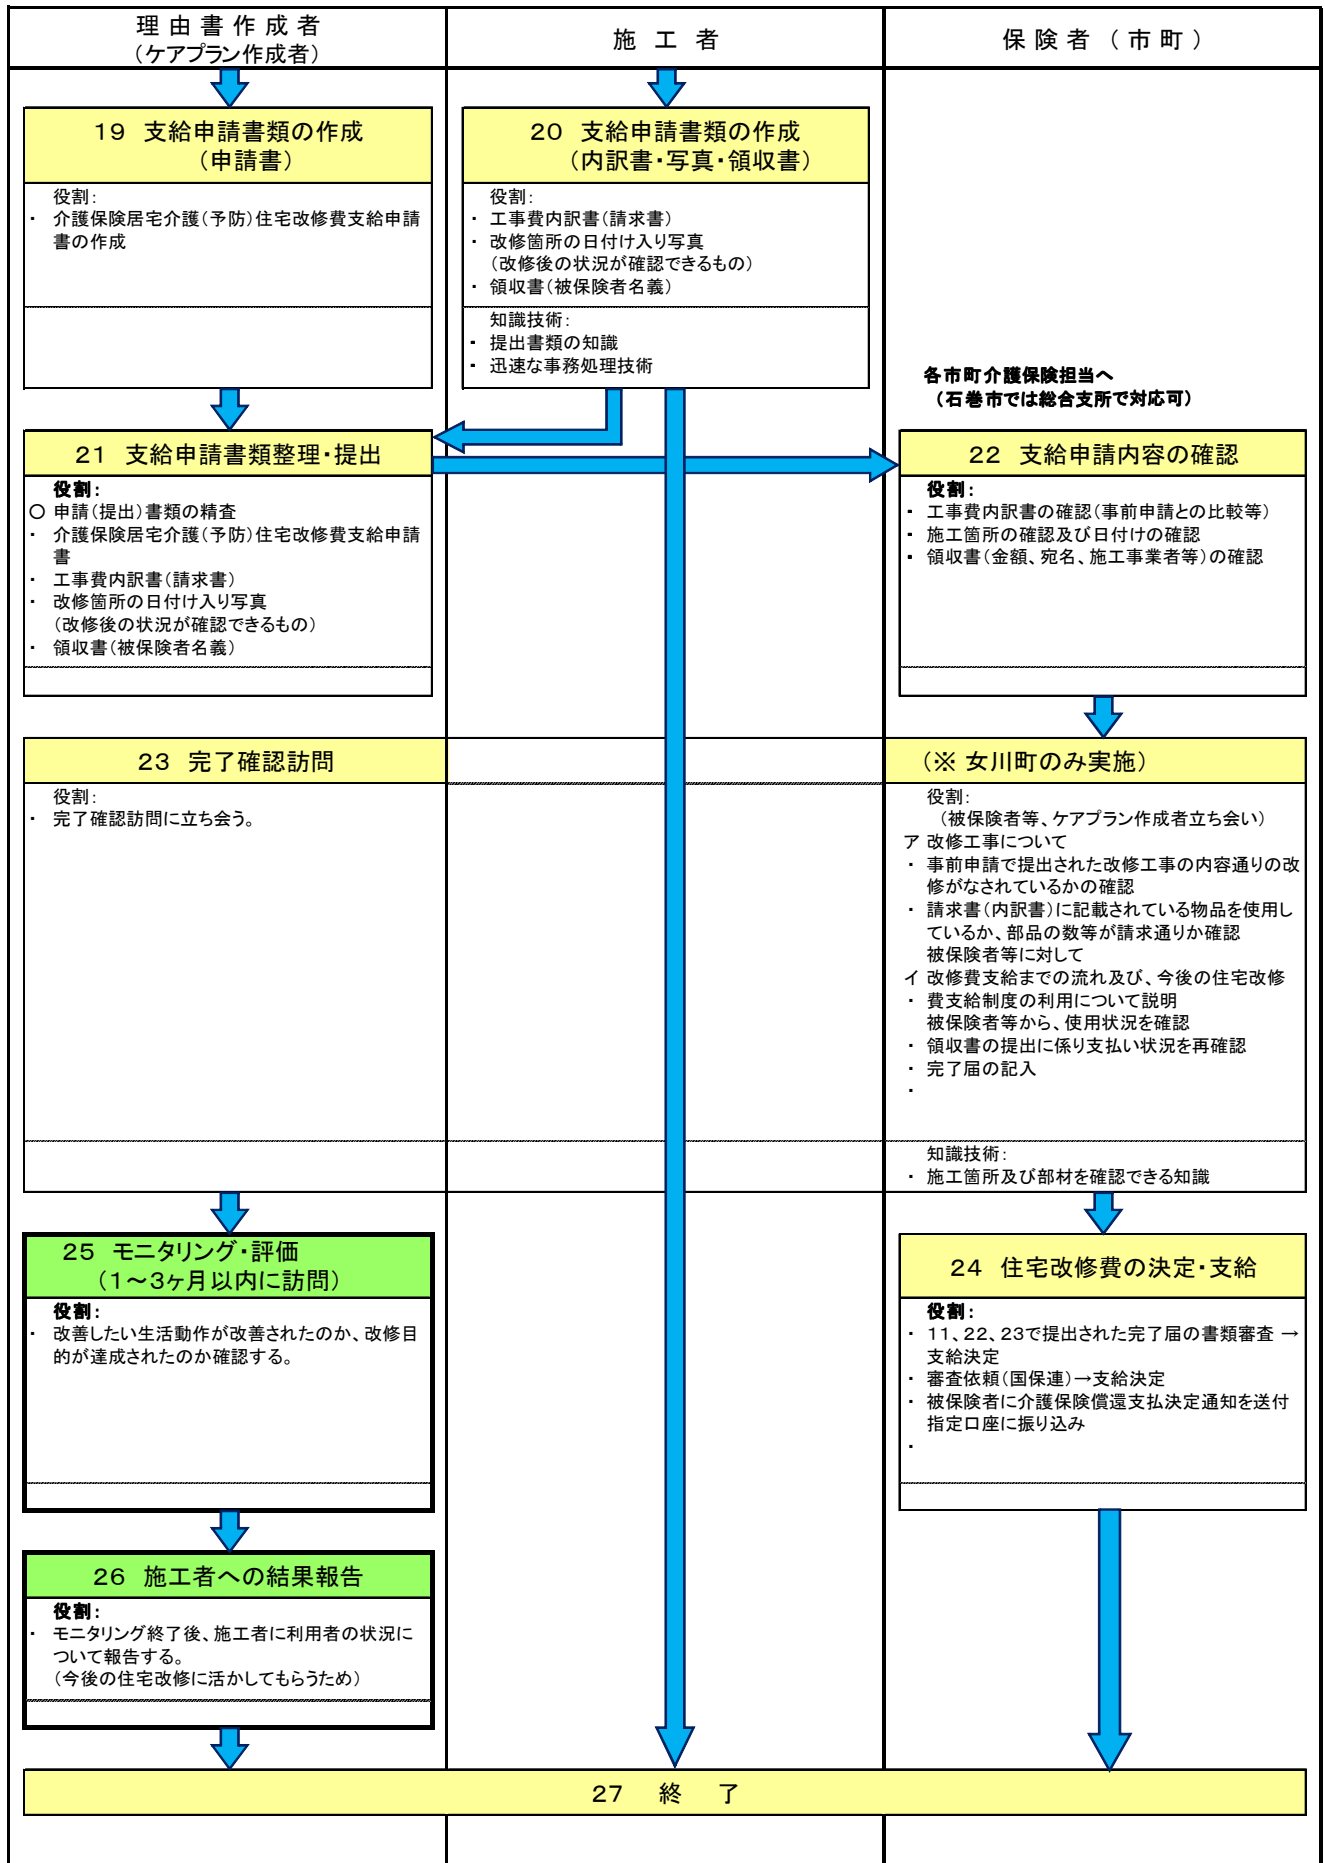 理由書作成者
（ケアプラン作成者）
施工者
保険者（市町）
19 支給申請書類の作成
（申請書）
役割：
・ 介護保険居宅介護（予防）住宅改修費支給申請
書の作成
20 支給申請書類の作成
（内訳書・写真・領収書）
役割：
・ 工事費内訳書（請求書）
・ 改修箇所の日付け入り写真
（改修後の状況が確認できるもの）
・ 領収書（被保険者名義）
知識技術：
・ 提出書類の知識
・ 迅速な事務処理技術
各市町介護保険担当へ
（石巻市では総合支所で対応可）
21 支給申請書類整理・提出
役割：
○ 申請（提出）書類の精査
・ 介護保険居宅介護（予防）住宅改修費支給申請
書
・ 工事費内訳書（請求書）
・ 改修箇所の日付け入り写真
（改修後の状況が確認できるもの）
・ 領収書（被保険者名義）
22 支給申請内容の確認
役割：
・ 工事費内訳書の確認（事前申請との比較等）
・ 施工箇所の確認及び日付けの確認
・ 領収書（金額、宛名、施工事業者等）の確認
23 完了確認訪問
役割：
・ 完了確認訪問に立ち会う。
（※ 女川町のみ実施）
役割：
（被保険者等、ケアプラン作成者立ち会い）
ア 改修工事について
・ 事前申請で提出された改修工事の内容通りの改
修がなされているかの確認
・ 請求書（内訳書）に記載されている物品を使用し
ているか、部品の数等が請求通りか確認
被保険者等に対して
イ 改修費支給までの流れ及び、今後の住宅改修
・ 費支給制度の利用について説明
被保険者等から、使用状況を確認
・ 領収書の提出に係り支払い状況を再確認
・ 完了届の記入
・
知識技術：
・ 施工箇所及び部材を確認できる知識
25 モニタリング・評価
（1～3ヶ月以内に訪問）
役割：
・ 改善したい生活動作が改善されたのか、改修目
的が達成されたのか確認する。
24 住宅改修費の決定・支給
役割：
・ 11、22、23で提出された完了届の書類審査 →
支給決定
・ 審査依頼（国保連）→支給決定
・ 被保険者に介護保険償還支払決定通知を送付
指定口座に振り込み
・
26 施工者への結果報告
役割：
・ モニタリング終了後、施工者に利用者の状況に
ついて報告する。
（今後の住宅改修に活かしてもらうため）
27 終 了